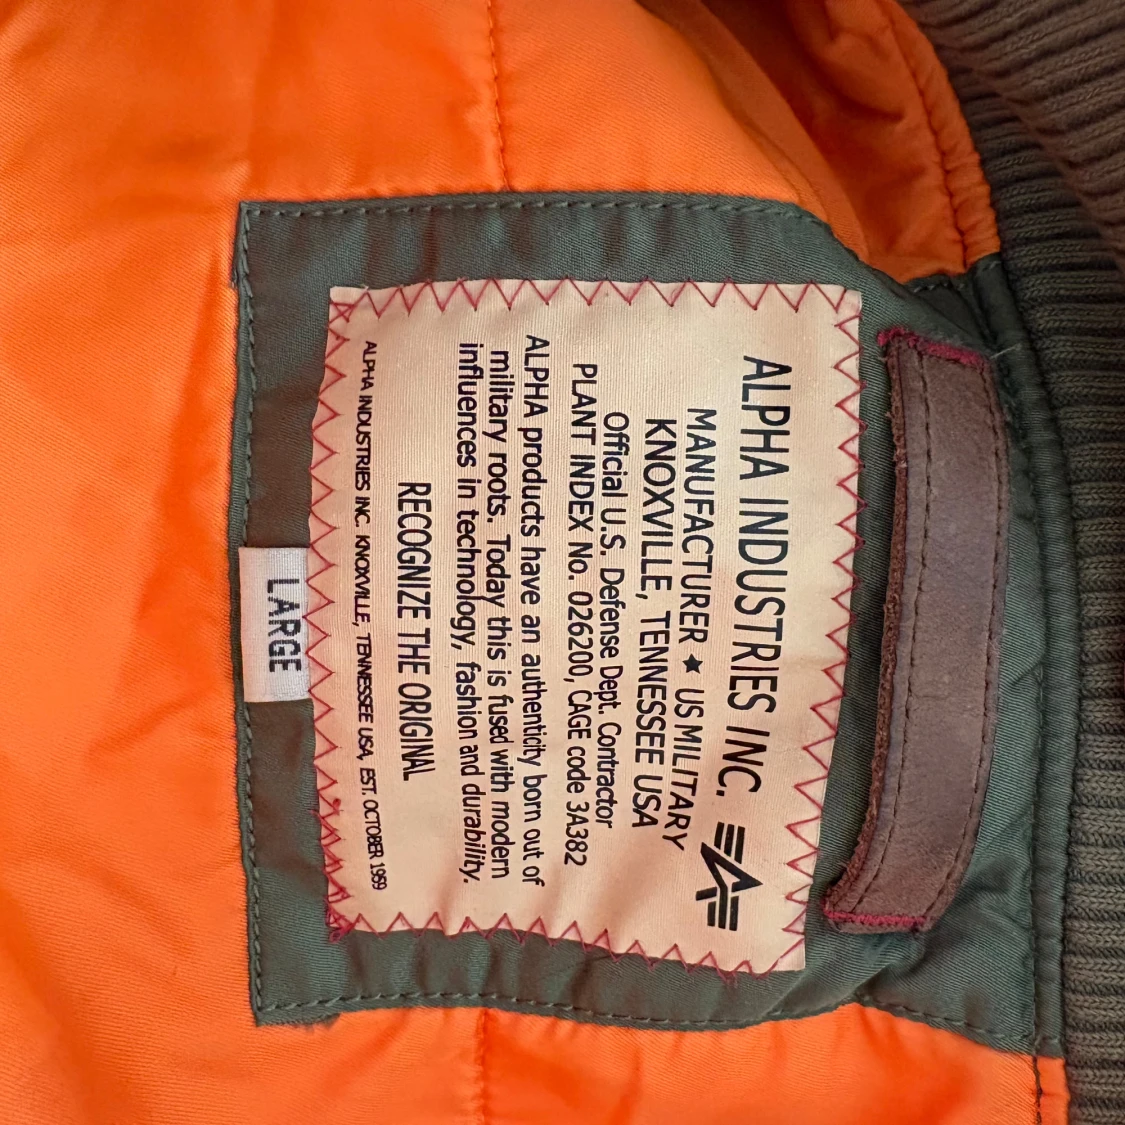 ALPHA INDUSTRIES INC.
MANUFACTURER ★ US MILITARY
KNOXVILLE, TENNESSEE USA
Official U.S. Defense Dept. Contractor
PLANT INDEX No. 026200, CAGE code 3A382
ALPHA products have an authenticity born out of
military roots. Today this is fused with modern
influences in technology, fashion and durability.
RECOGNIZE THE ORIGINAL
ALPHA INDUSTRIES INC. KNOXVILLE, TENNESSEE USA, EST. OCTOBER 1959
LARGE